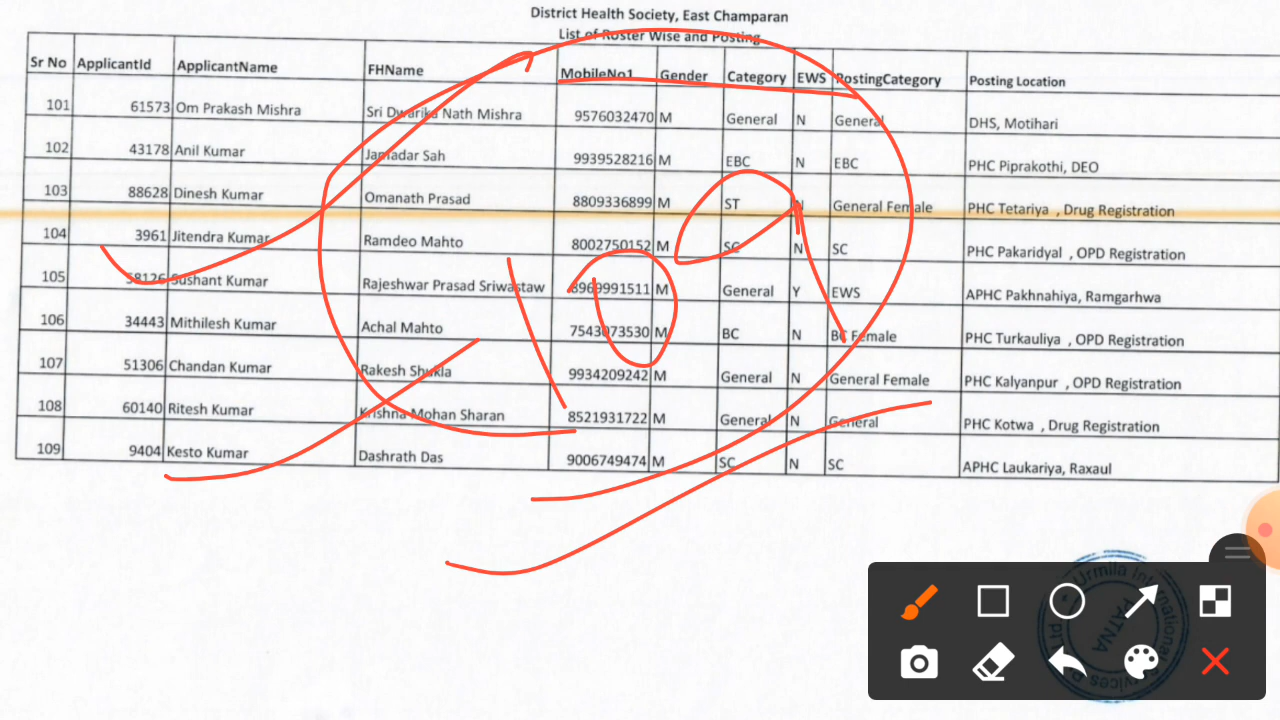 District Health Society, East Champaran
List of Roster Wise and Posting
Sr No ApplicantId ApplicantName FHName MobileNo1 Gender Category EWS PostingCategory Posting Location
101 61573 Om Prakash Mishra Sri Dwarika Nath Mishra 9576032470 M General N General DHS, Motihari
102 43178 Anil Kumar Jamadar Sah 9939528216 M EBC N EBC PHC Piprakothi, DEO
103 88628 Dinesh Kumar Omanath Prasad 8809336899 M ST N General Female PHC Tetariya , Drug Registration
104 3961 Jitendra Kumar Ramdeo Mahto 8002750152 M SC N SC PHC Pakaridyal , OPD Registration
105 58126 Sushant Kumar Rajeshwar Prasad Sriwastaw 8969991511 M General Y EWS APHC Pakhnahiya, Ramgarhwa
106 34443 Mithilesh Kumar Achal Mahto 7543073530 M BC N BC Female PHC Turkauliya , OPD Registration
107 51306 Chandan Kumar Rakesh Shukla 9934209242 M General N General Female PHC Kalyanpur , OPD Registration
108 60140 Ritesh Kumar Krishna Mohan Sharan 8521931722 M General N General PHC Kotwa , Drug Registration
109 9404 Kesto Kumar Dashrath Das 9006749474 M SC N SC APHC Laukariya, Raxaul
Urmila International Services P Ltd
PATNA